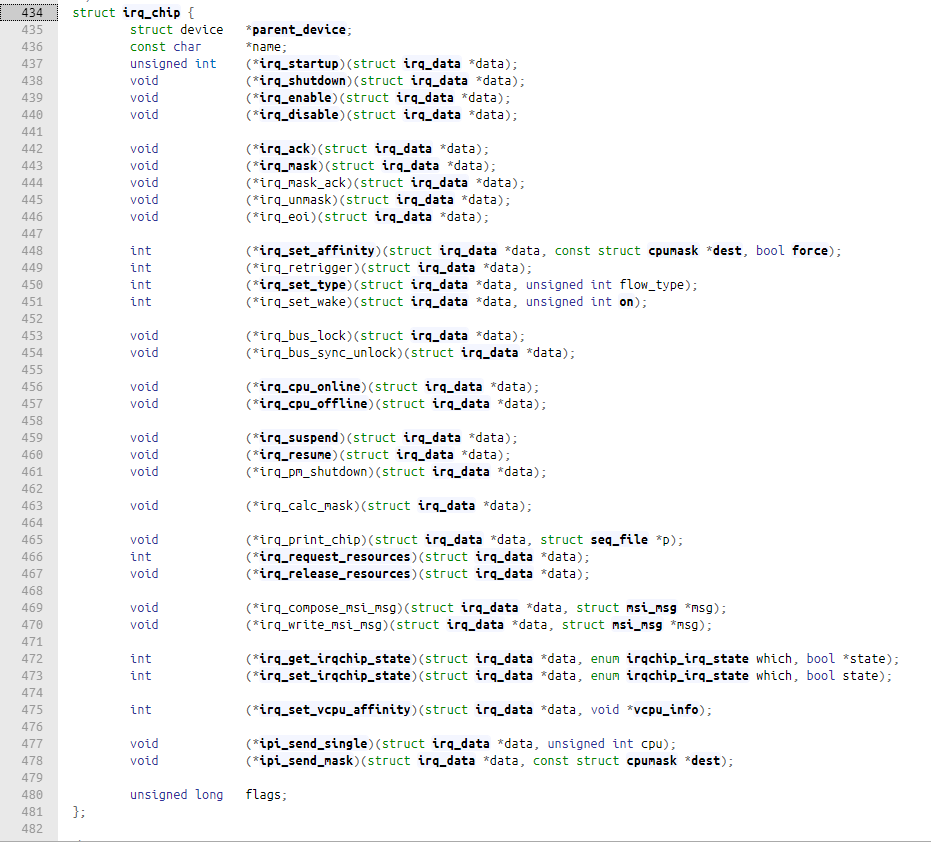 434 struct irq_chip {
435 struct device *parent_device;
436 const char *name;
437 unsigned int (*irq_startup)(struct irq_data *data);
438 void (*irq_shutdown)(struct irq_data *data);
439 void (*irq_enable)(struct irq_data *data);
440 void (*irq_disable)(struct irq_data *data);
441
442 void (*irq_ack)(struct irq_data *data);
443 void (*irq_mask)(struct irq_data *data);
444 void (*irq_mask_ack)(struct irq_data *data);
445 void (*irq_unmask)(struct irq_data *data);
446 void (*irq_eoi)(struct irq_data *data);
447
448 int (*irq_set_affinity)(struct irq_data *data, const struct cpumask *dest, bool force);
449 int (*irq_retrigger)(struct irq_data *data);
450 int (*irq_set_type)(struct irq_data *data, unsigned int flow_type);
451 int (*irq_set_wake)(struct irq_data *data, unsigned int on);
452
453 void (*irq_bus_lock)(struct irq_data *data);
454 void (*irq_bus_sync_unlock)(struct irq_data *data);
455
456 void (*irq_cpu_online)(struct irq_data *data);
457 void (*irq_cpu_offline)(struct irq_data *data);
458
459 void (*irq_suspend)(struct irq_data *data);
460 void (*irq_resume)(struct irq_data *data);
461 void (*irq_pm_shutdown)(struct irq_data *data);
462
463 void (*irq_calc_mask)(struct irq_data *data);
464
465 void (*irq_print_chip)(struct irq_data *data, struct seq_file *p);
466 int (*irq_request_resources)(struct irq_data *data);
467 void (*irq_release_resources)(struct irq_data *data);
468
469 void (*irq_compose_msi_msg)(struct irq_data *data, struct msi_msg *msg);
470 void (*irq_write_msi_msg)(struct irq_data *data, struct msi_msg *msg);
471
472 int (*irq_get_irqchip_state)(struct irq_data *data, enum irqchip_irq_state which, bool *state);
473 int (*irq_set_irqchip_state)(struct irq_data *data, enum irqchip_irq_state which, bool state);
474
475 int (*irq_set_vcpu_affinity)(struct irq_data *data, void *vcpu_info);
476
477 void (*ipi_send_single)(struct irq_data *data, unsigned int cpu);
478 void (*ipi_send_mask)(struct irq_data *data, const struct cpumask *dest);
479
480 unsigned long flags;
481 };
482